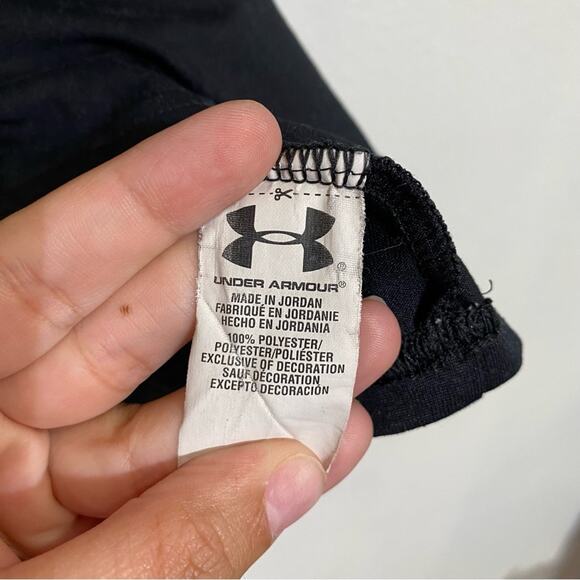 UNDER ARMOUR®
MADE IN JORDAN
FABRIQUÉ EN JORDANIE
HECHO EN JORDANIA
100% POLYESTER/
POLYESTER/POLIÉSTER
EXCLUSIVE OF DECORATION
SAUF DECORATION
EXCEPTO DECORACIÓN